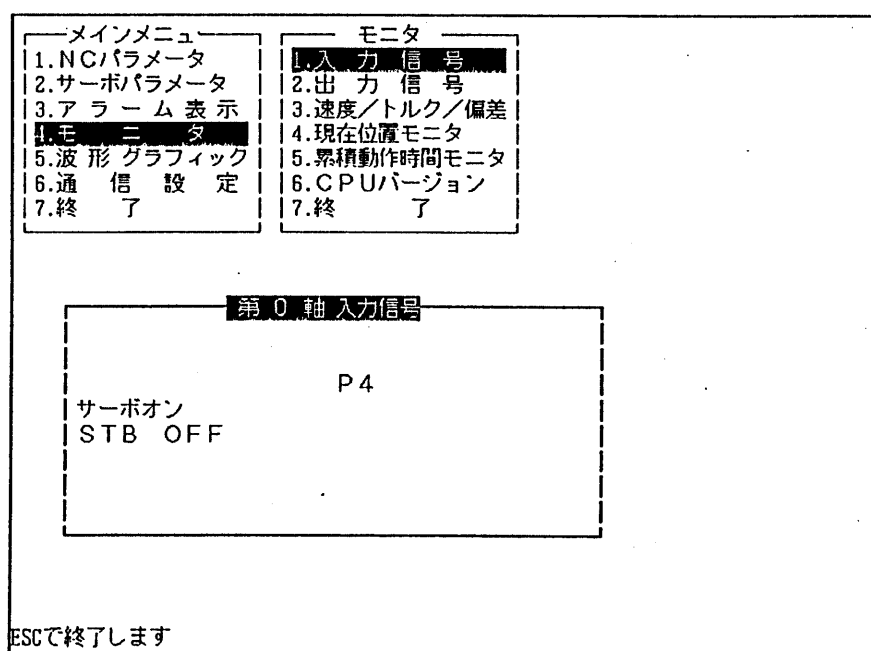 メインメニュー
1.NCパラメータ
2.サーボパラメータ
3.アラーム表示
4.モニタ
5.波形グラフィック
6.通信設定
7.終了
モニタ
1.入力信号
2.出力信号
3.速度/トルク/偏差
4.現在位置モニタ
5.累積動作時間モニタ
6.CPUバージョン
7.終了
第0軸入力信号
P4
サーボオン
STB OFF
ESCで終了します